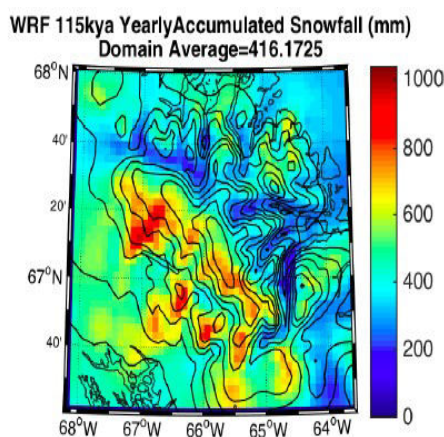 WRF 115kya YearlyAccumulated Snowfall (mm)
Domain Average=416.1725
68°N
40'
20'
67°N
40'
68°W
67°W
66°W
65°W
64°W
1000
800
600
400
200
0